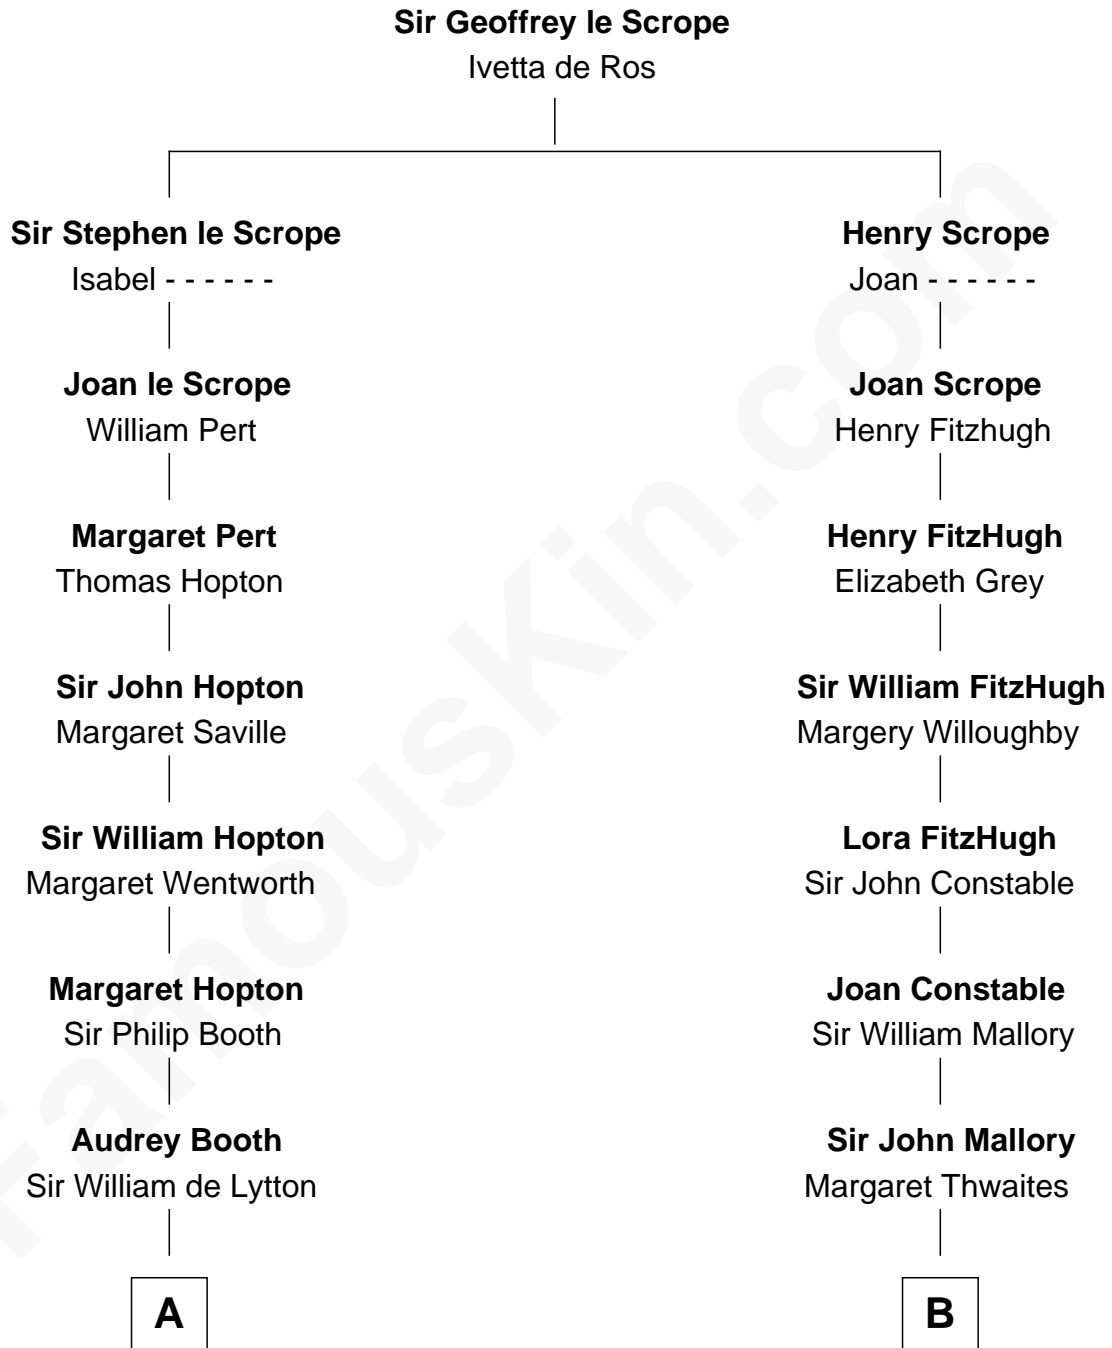 Sir Geoffrey le Scrope
Ivetta de Ros
Sir Stephen le Scrope
Isabel - - - - - -
Joan le Scrope
William Pert
Margaret Pert
Thomas Hopton
Sir John Hopton
Margaret Saville
Sir William Hopton
Margaret Wentworth
Margaret Hopton
Sir Philip Booth
Audrey Booth
Sir William de Lytton
A
Henry Scrope
Joan - - - - - -
Joan Scrope
Henry Fitzhugh
Henry FitzHugh
Elizabeth Grey
Sir William FitzHugh
Margery Willoughby
Lora FitzHugh
Sir John Constable
Joan Constable
Sir William Mallory
Sir John Mallory
Margaret Thwaites
B
FamousKin.com